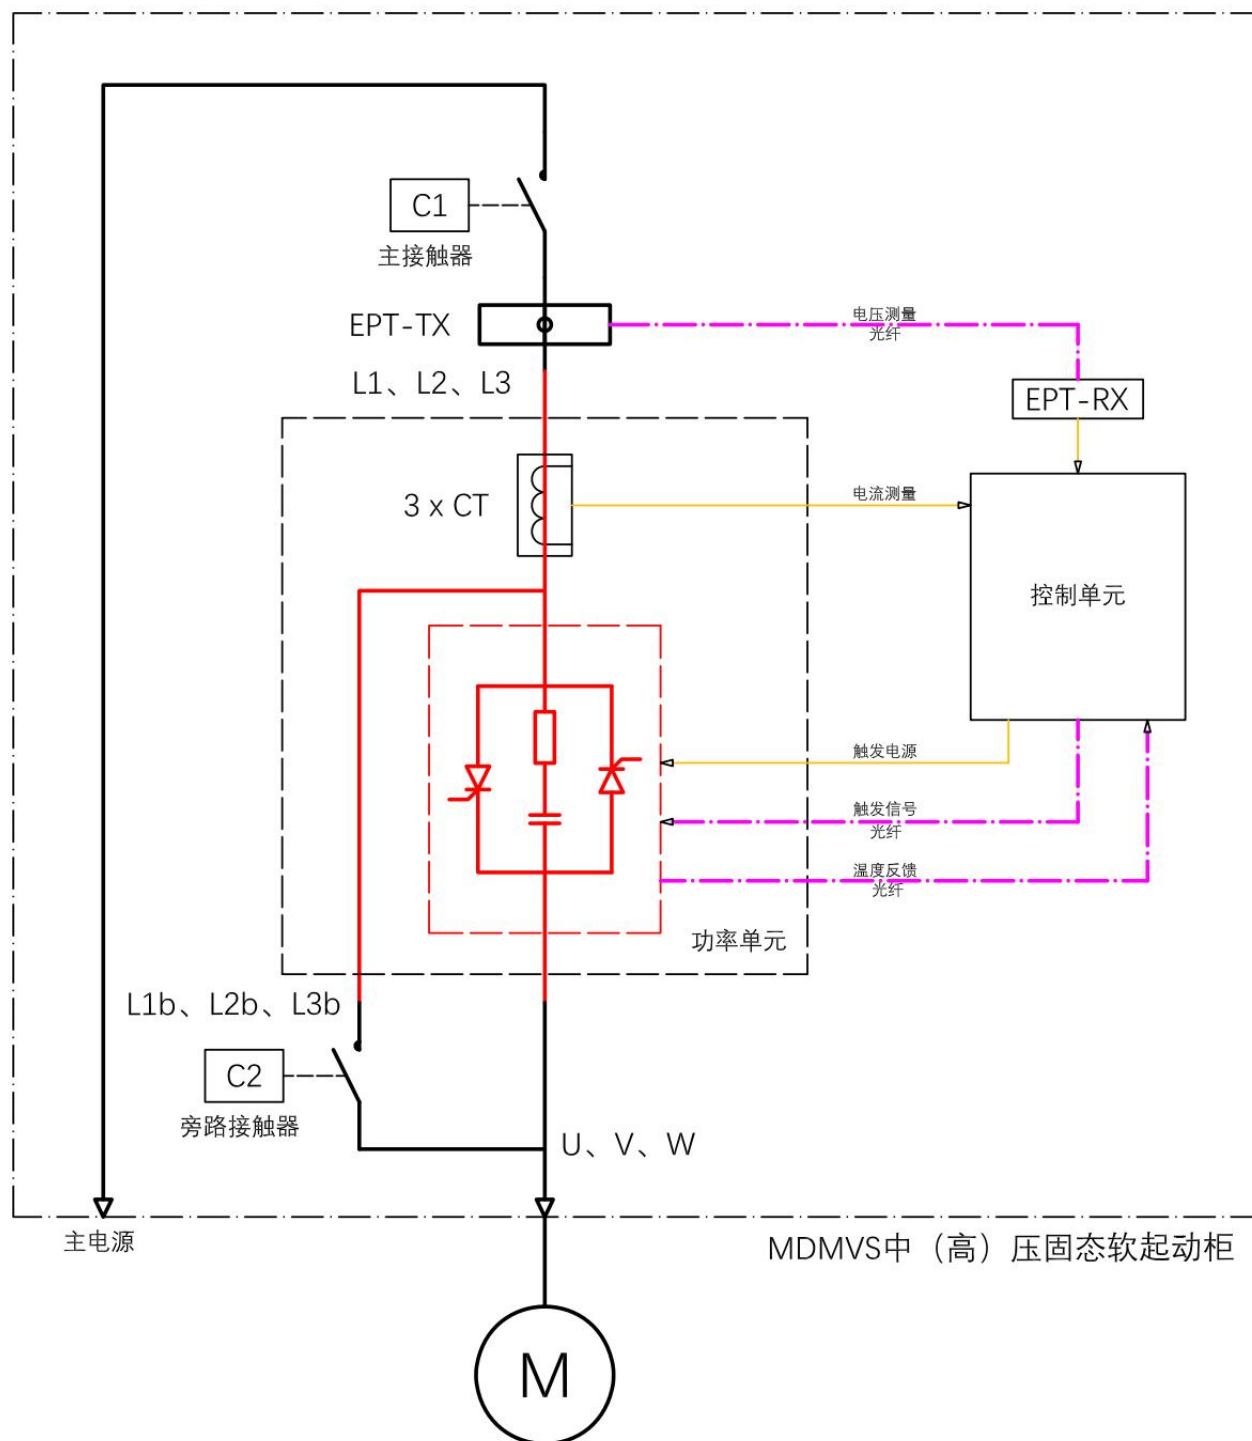 C1
主接触器
EPT-TX
电压测量
光纤
L1、L2、L3
EPT-RX
3 x CT
电流测量
控制单元
触发电源
触发信号
光纤
温度反馈
光纤
功率单元
L1b、L2b、L3b
C2
旁路接触器
U、V、W
主电源
MDMVS中（高）压固态软起动柜
M